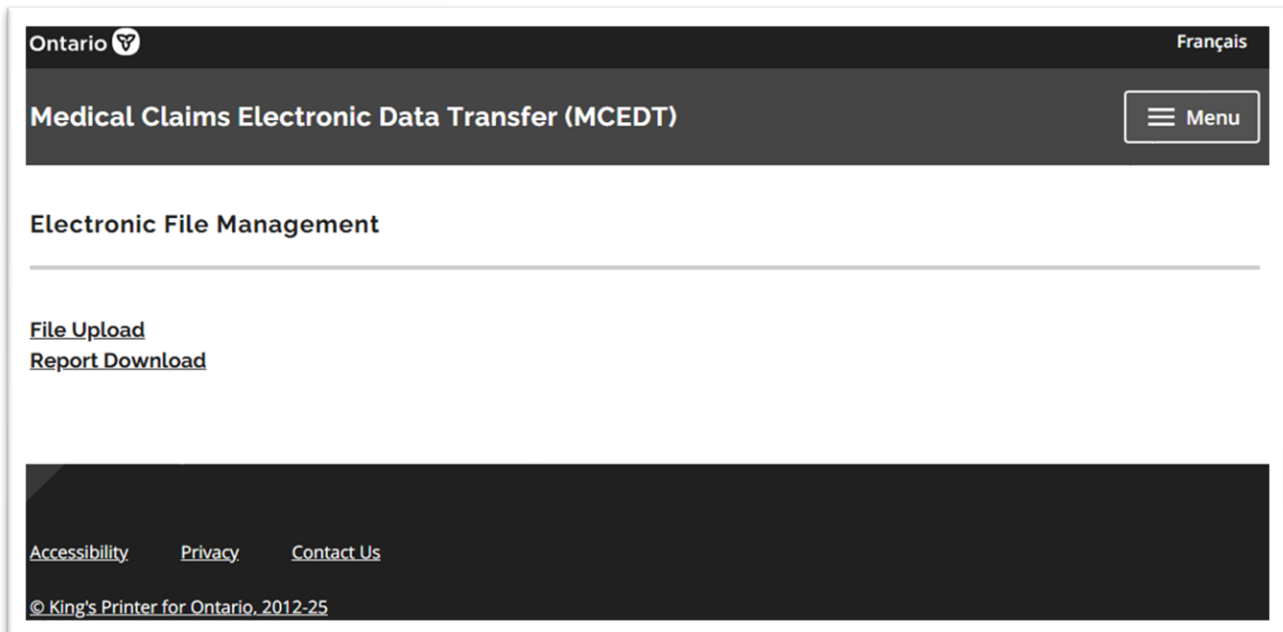 Ontario
Français
Medical Claims Electronic Data Transfer (MCEDT)
Menu
Electronic File Management
File Upload
Report Download
Accessibility Privacy Contact Us
© King's Printer for Ontario, 2012-25